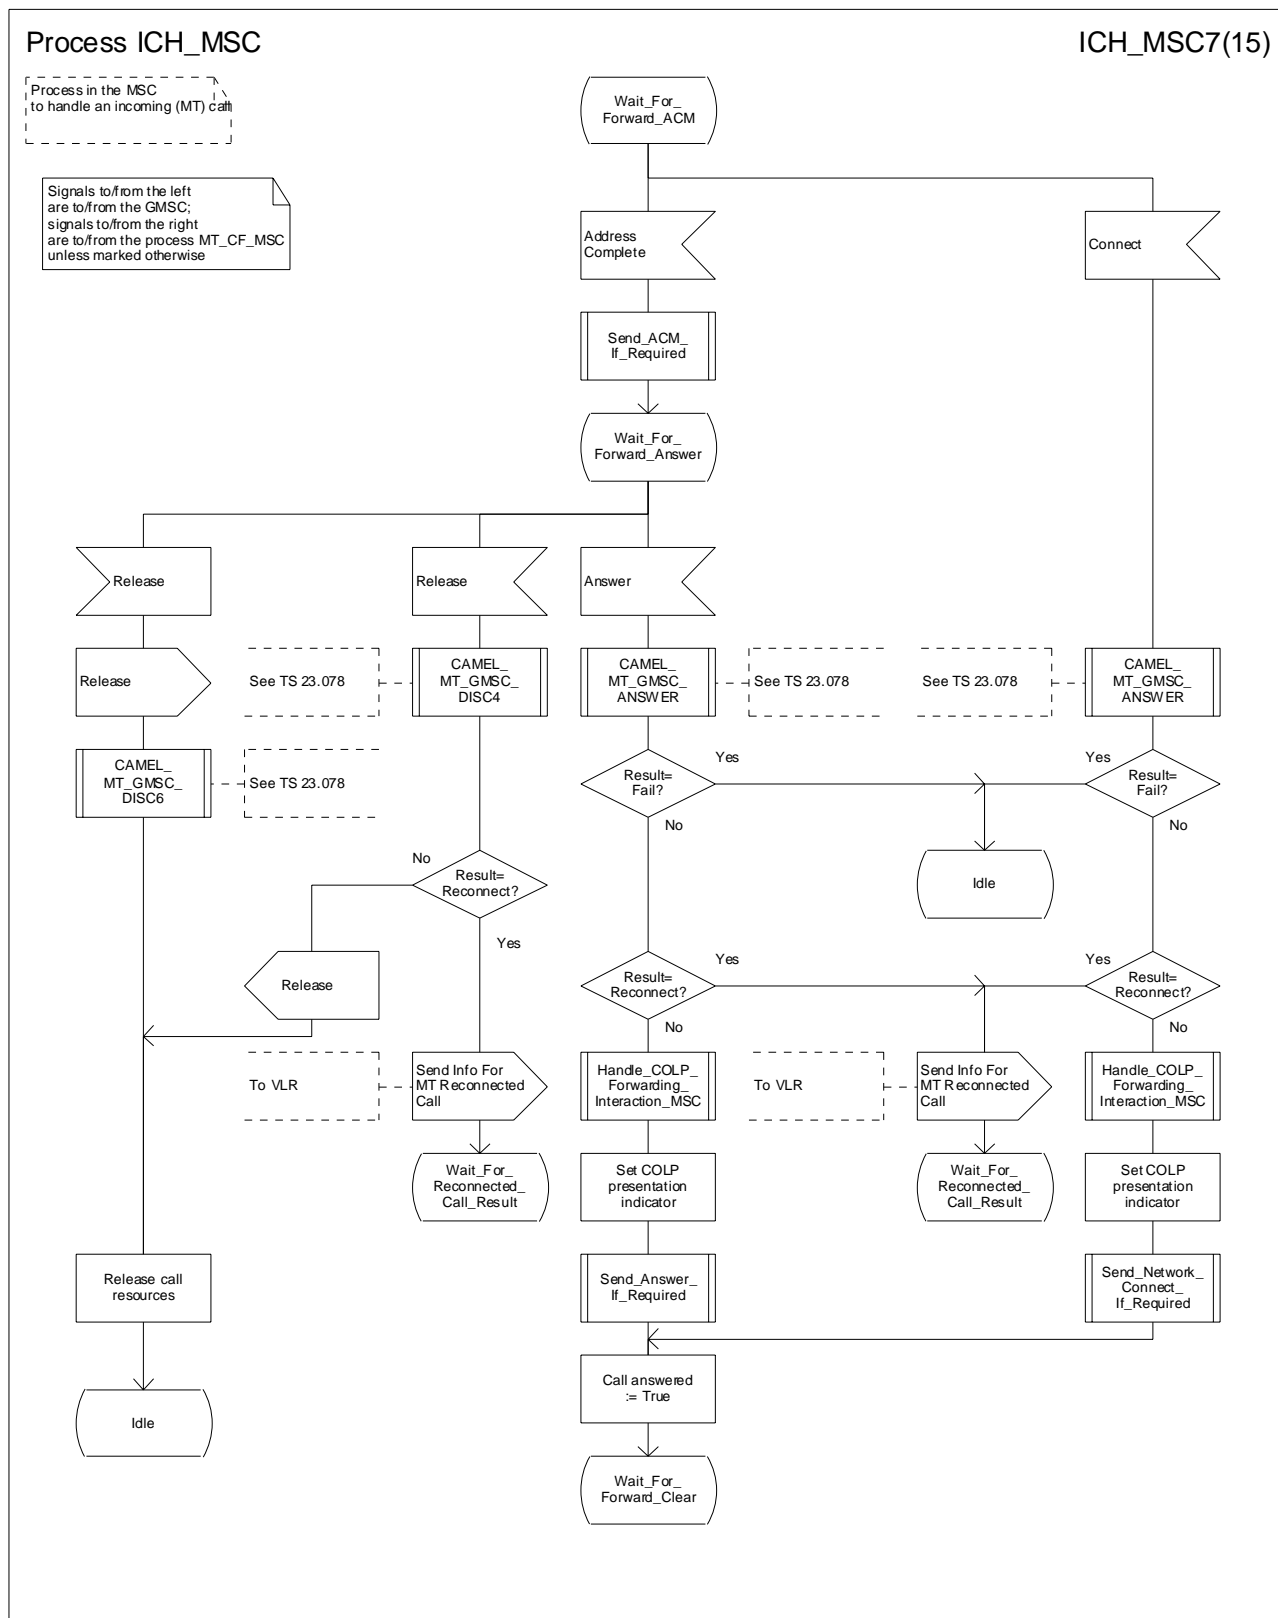 Process ICH_MSC
ICH_MSC7(15)
Process in the MSC
to handle an incoming (MT) call
Signals to/from the left
are to/from the GMSC;
signals to/from the right
are to/from the process MT_CF_MSC
unless marked otherwise
Wait_For_
Forward_ACM
Address
Complete
Connect
Send_ACM_
If_Required
Wait_For_
Forward_Answer
Release
Release
Answer
Release
See TS 23.078
CAMEL_
MT_GMSC_
DISC4
CAMEL_
MT_GMSC_
ANSWER
See TS 23.078
See TS 23.078
CAMEL_
MT_GMSC_
ANSWER
CAMEL_
MT_GMSC_
DISC6
See TS 23.078
Result=
Fail?
Yes
No
Yes
Result=
Fail?
No
No
Result=
Reconnect?
Yes
Idle
Release
Result=
Reconnect?
Yes
No
Yes
Result=
Reconnect?
No
To VLR
Send Info For
MT Reconnected
Call
Handle_COLP_
Forwarding_
Interaction_MSC
To VLR
Send Info For
MT Reconnected
Call
Handle_COLP_
Forwarding_
Interaction_MSC
Wait_For_
Reconnected_
Call_Result
Set COLP
presentation
indicator
Wait_For_
Reconnected_
Call_Result
Set COLP
presentation
indicator
Release call
resources
Send_Answer_
If_Required
Send_Network_
Connect_
If_Required
Call answered
:= True
Idle
Wait_For_
Forward_Clear